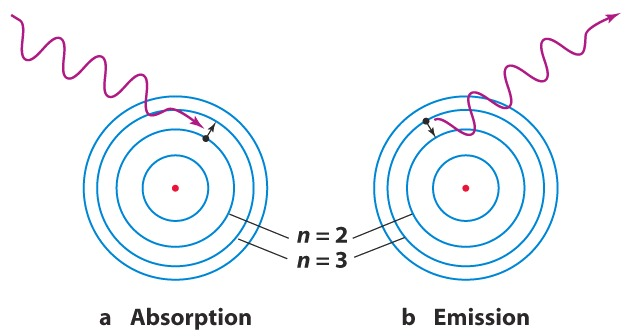 n = 2
n = 3
a Absorption
b Emission